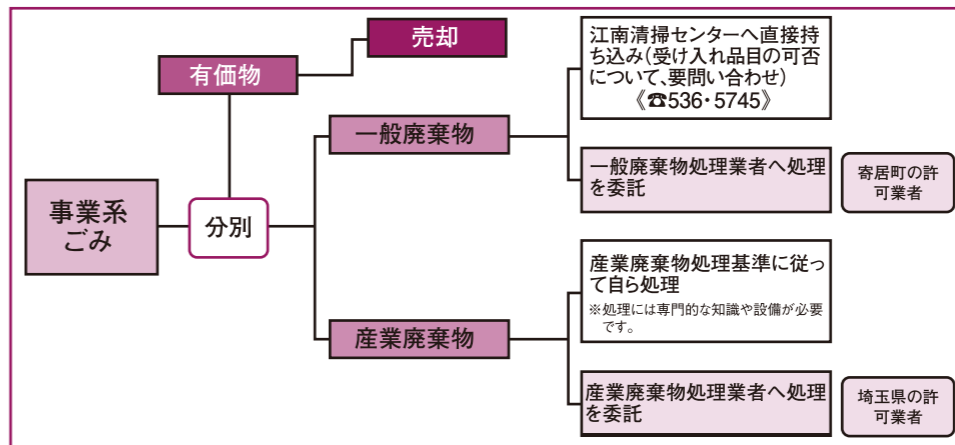 売却
有価物
江南清掃センターへ直接持
ち込み(受け入れ品目の可否
について、要問い合わせ)
《☎536・5745》
一般廃棄物
一般廃棄物処理業者へ処理
を委託
寄居町の許
可業者
事業系
ごみ
分別
産業廃棄物処理基準に従っ
て自ら処理
※処理には専門的な知識や設備が必要
です。
産業廃棄物
産業廃棄物処理業者へ処理
を委託
埼玉県の許
可業者